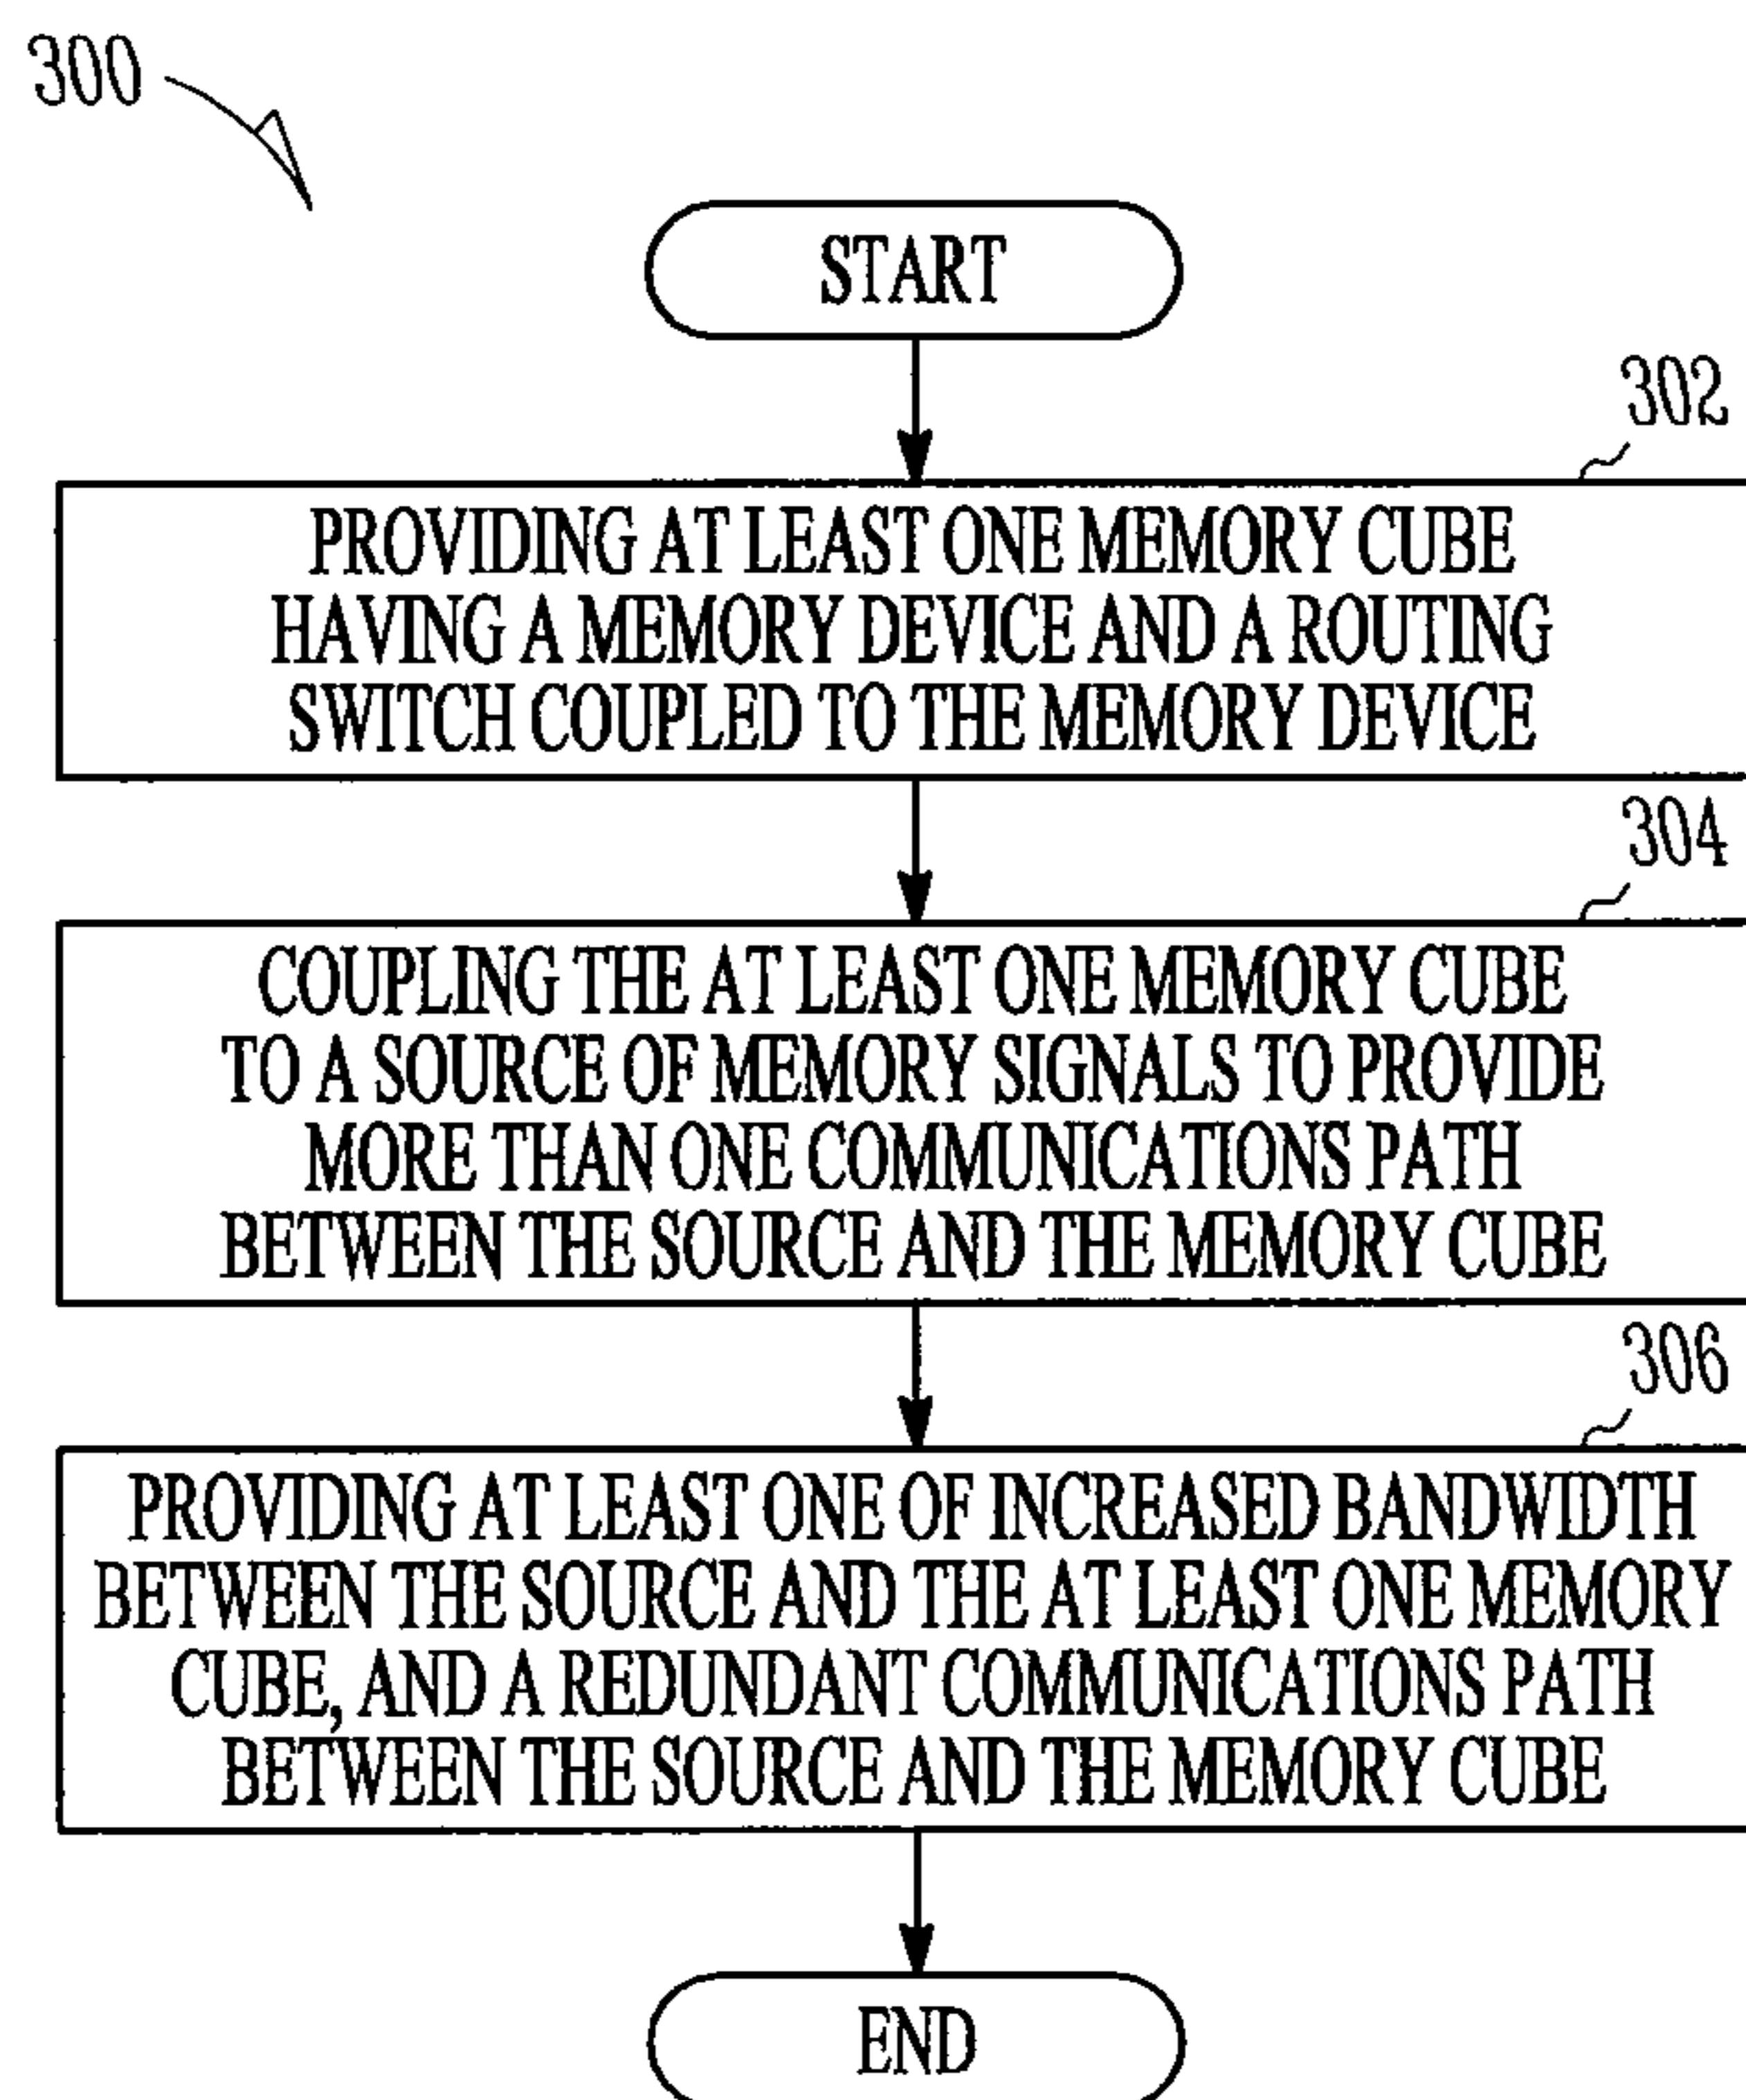 300
START
302
PROVIDING AT LEAST ONE MEMORY CUBE
HAVING A MEMORY DEVICE AND A ROUTING
SWITCH COUPLED TO THE MEMORY DEVICE
304
COUPLING THE AT LEAST ONE MEMORY CUBE
TO A SOURCE OF MEMORY SIGNALS TO PROVIDE
MORE THAN ONE COMMUNICATIONS PATH
BETWEEN THE SOURCE AND THE MEMORY CUBE
306
PROVIDING AT LEAST ONE OF INCREASED BANDWIDTH
BETWEEN THE SOURCE AND THE AT LEAST ONE MEMORY
CUBE, AND A REDUNDANT COMMUNICATIONS PATH
BETWEEN THE SOURCE AND THE MEMORY CUBE
END